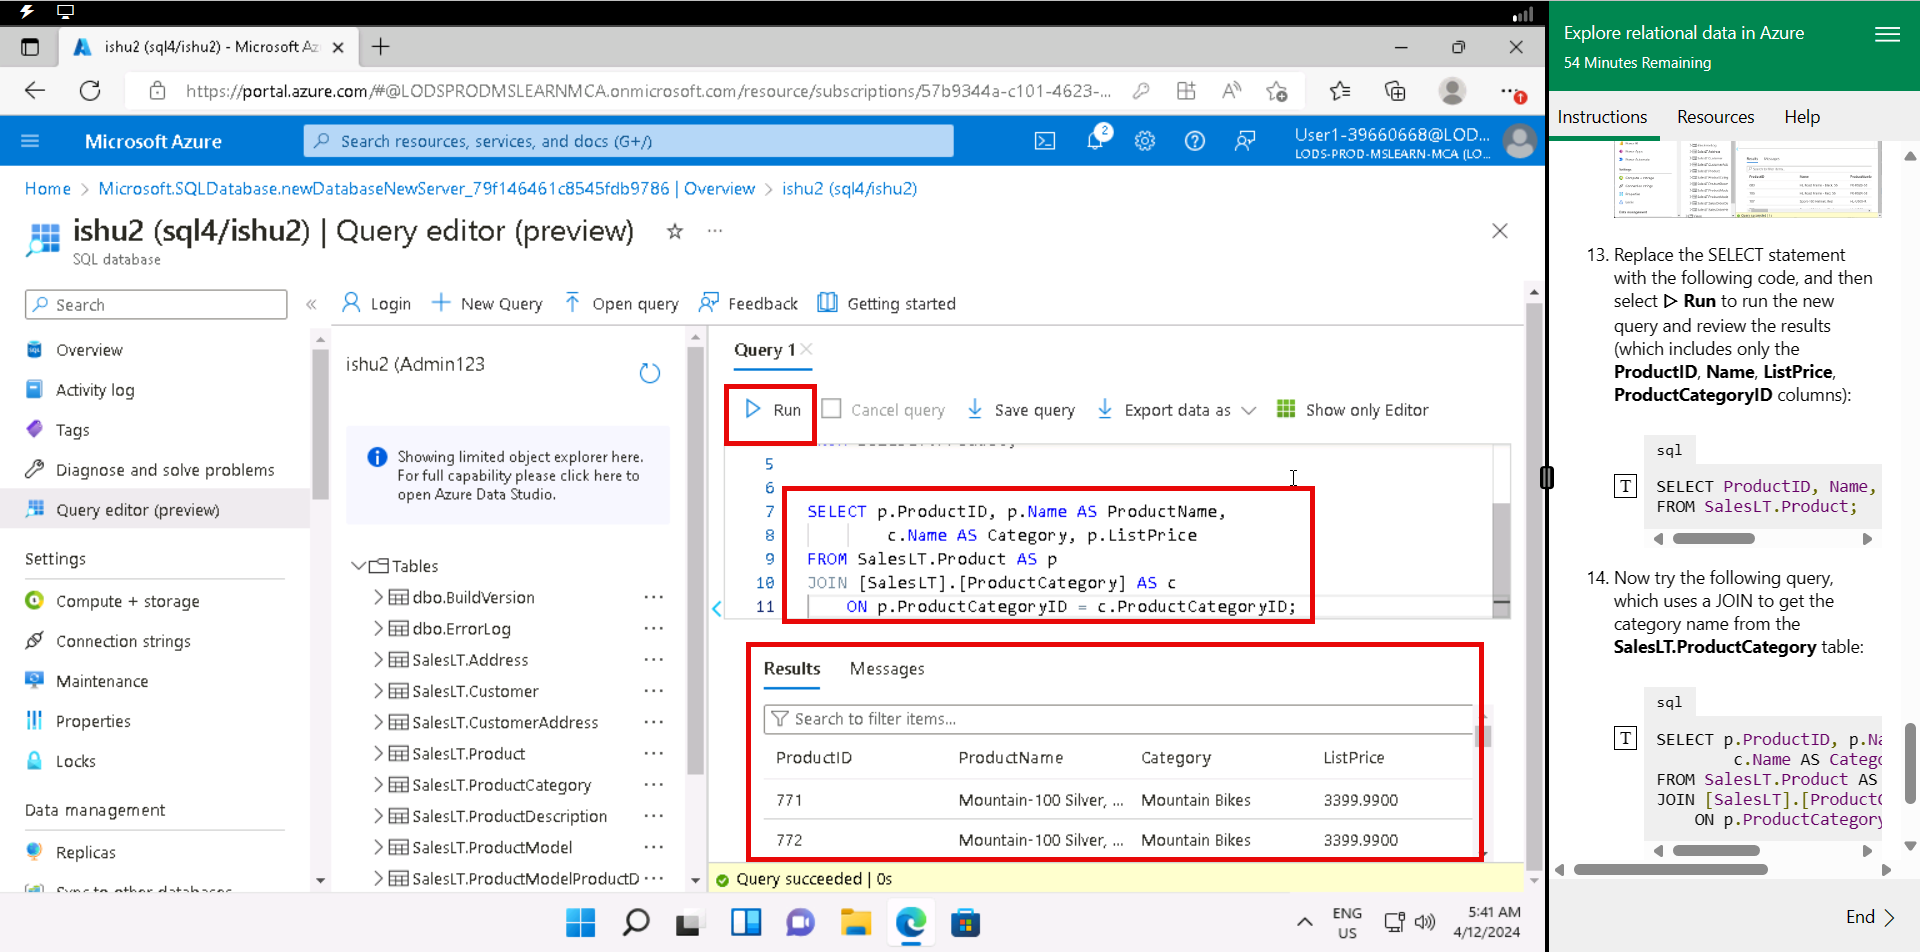 ishu2 (sql4/ishu2) - Microsoft Az
https://portal.azure.com/#@LODSPRODMSLEARNMCA.onmicrosoft.com/resource/subscriptions/57b9344a-c101-4623-...
Microsoft Azure
Search resources, services, and docs (G+/)
2
User1-39660668@LOD...
LODS-PROD-MSLEARN-MCA (LO...
Home > Microsoft.SQLDatabase.newDatabaseNewServer_79f146461c8545fdb9786 | Overview > ishu2 (sql4/ishu2)
ishu2 (sql4/ishu2) | Query editor (preview)
SQL database
Search
Overview
Activity log
Tags
Diagnose and solve problems
Query editor (preview)
Settings
Compute + storage
Connection strings
Maintenance
Properties
Locks
Data management
Replicas
Sync to other databases
Login
New Query
Open query
Feedback
Getting started
ishu2 (Admin123
Showing limited object explorer here.
For full capability please click here to
open Azure Data Studio.
Tables
dbo.BuildVersion
dbo.ErrorLog
SalesLT.Address
SalesLT.Customer
SalesLT.CustomerAddress
SalesLT.Product
SalesLT.ProductCategory
SalesLT.ProductDescription
SalesLT.ProductModel
SalesLT.ProductModelProductD
Query 1
Run
Cancel query
Save query
Export data as
Show only Editor
5
6
7 SELECT p.ProductID, p.Name AS ProductName,
8 c.Name AS Category, p.ListPrice
9 FROM SalesLT.Product AS p
10 JOIN [SalesLT].[ProductCategory] AS c
11 ON p.ProductCategoryID = c.ProductCategoryID;
Results Messages
Search to filter items...
ProductID ProductName Category ListPrice
771 Mountain-100 Silver, ... Mountain Bikes 3399.9900
772 Mountain-100 Silver, ... Mountain Bikes 3399.9900
Query succeeded | 0s
ENG
US
5:41 AM
4/12/2024
Explore relational data in Azure
54 Minutes Remaining
Instructions Resources Help
13. Replace the SELECT statement
with the following code, and then
select ▷ Run to run the new
query and review the results
(which includes only the
ProductID, Name, ListPrice,
ProductCategoryID columns):
sql
T
SELECT ProductID, Name,
FROM SalesLT.Product;
14. Now try the following query,
which uses a JOIN to get the
category name from the
SalesLT.ProductCategory table:
sql
T
SELECT p.ProductID, p.Na
c.Name AS Catego
FROM SalesLT.Product AS
JOIN [SalesLT].[ProductC
ON p.ProductCategory
End >